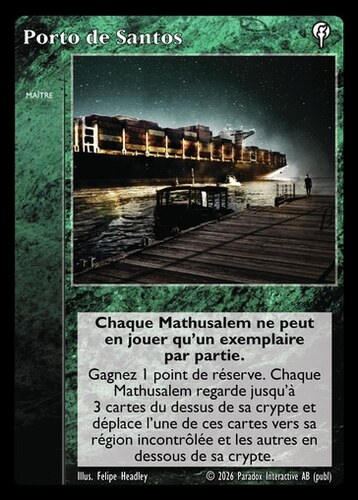 Porto de Santos
MAÎTRE
Chaque Mathusalem ne peut
en jouer qu'un exemplaire
par partie.
Gagnez 1 point de réserve. Chaque
Mathusalem regarde jusqu'à
3 cartes du dessus de sa crypte et
déplace l'une de ces cartes vers sa
région incontrôlée et les autres en
dessous de sa crypte.
Illus. Felipe Headley © 2026 Paradox Interactive AB (publ)